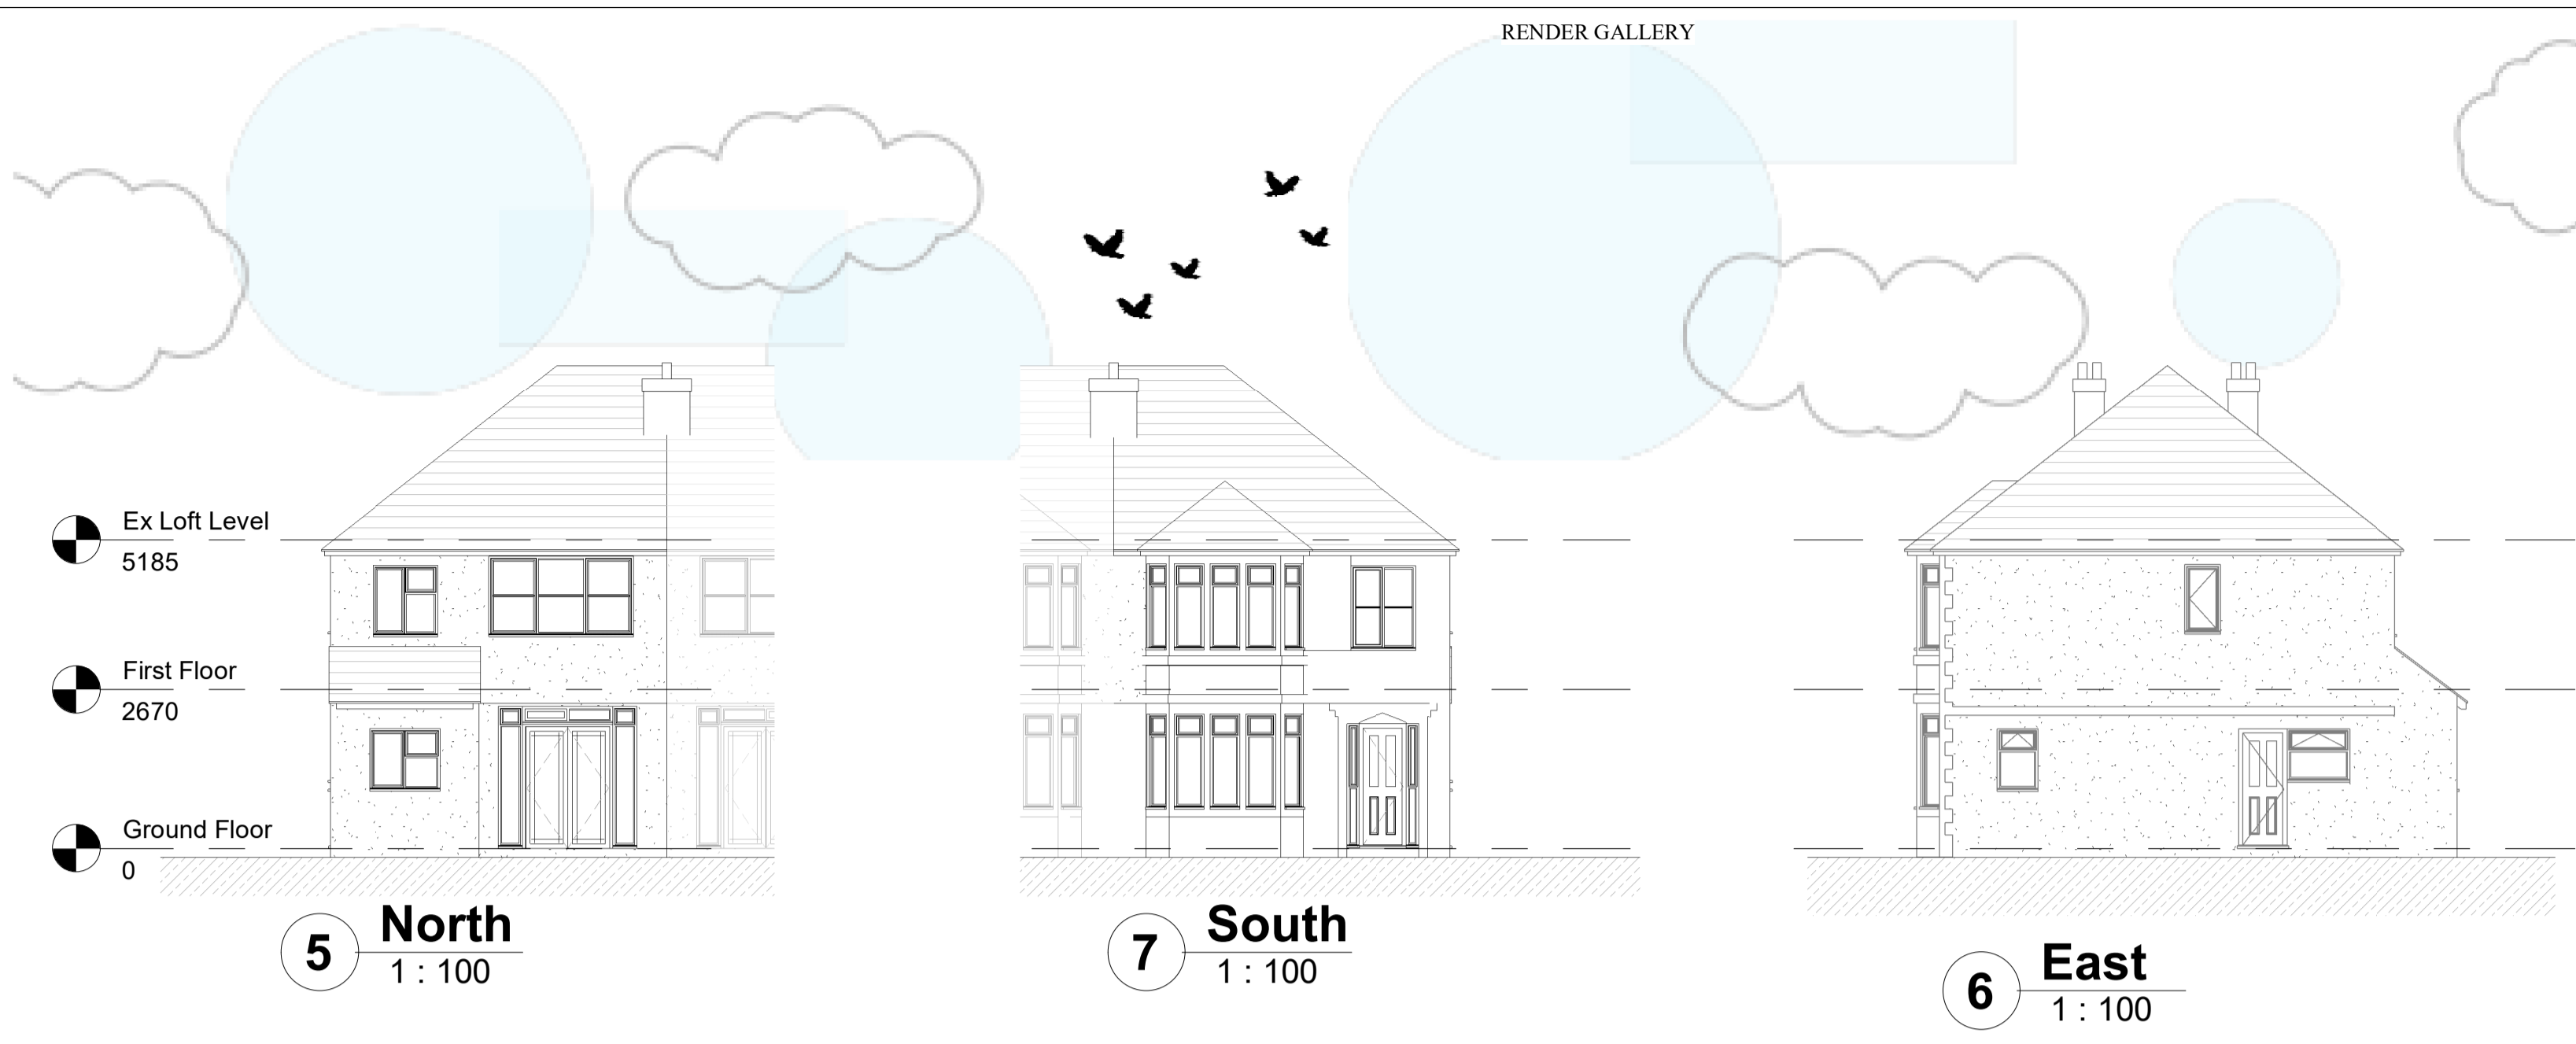 RENDER GALLERY
Ex Loft Level
5185
First Floor
2670
Ground Floor
0
5
North
1 : 100
7
South
1 : 100
6
East
1 : 100